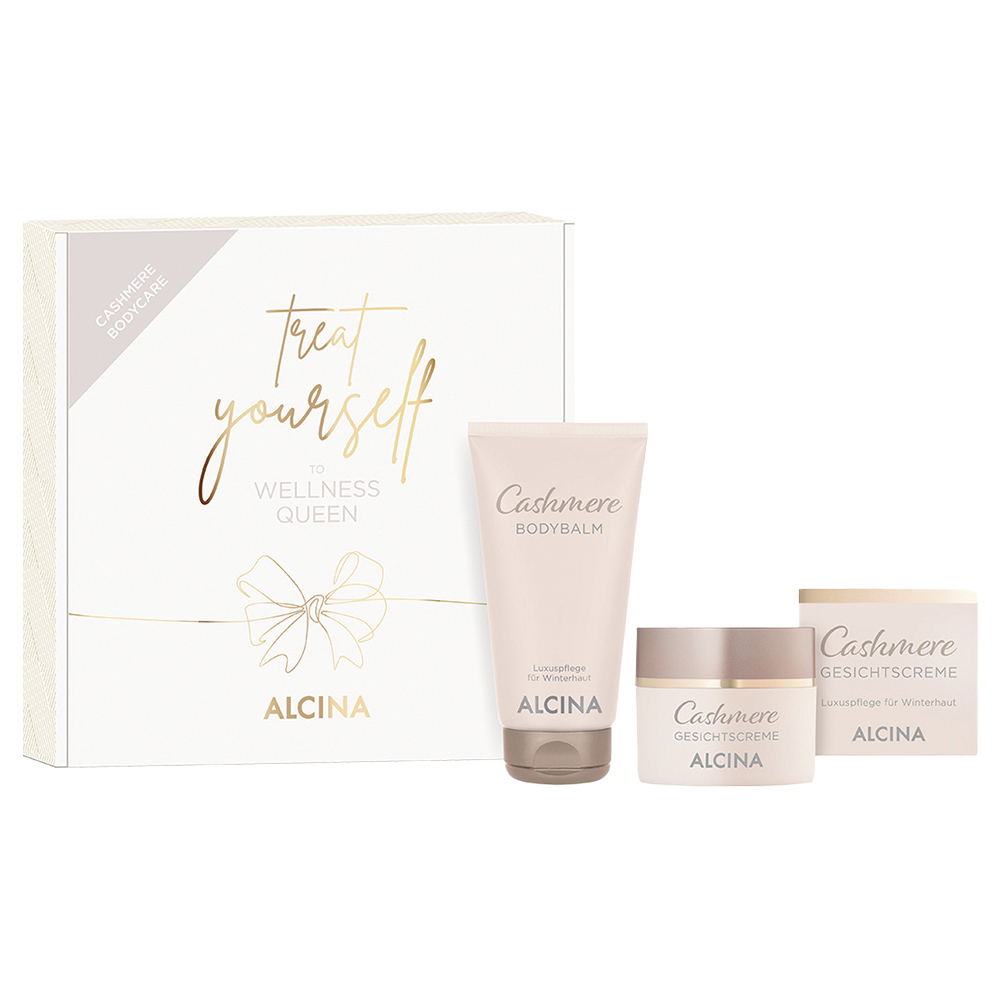 CASHMERE
BODYCARE
treat
yourself
TO
WELLNESS
QUEEN
ALCINA
Cashmere
BODYBALM
Luxuspflege
für Winterhaut
ALCINA
Cashmere
GESICHTSCREME
ALCINA
Cashmere
GESICHTSCREME
Luxuspflege für Winterhaut
ALCINA